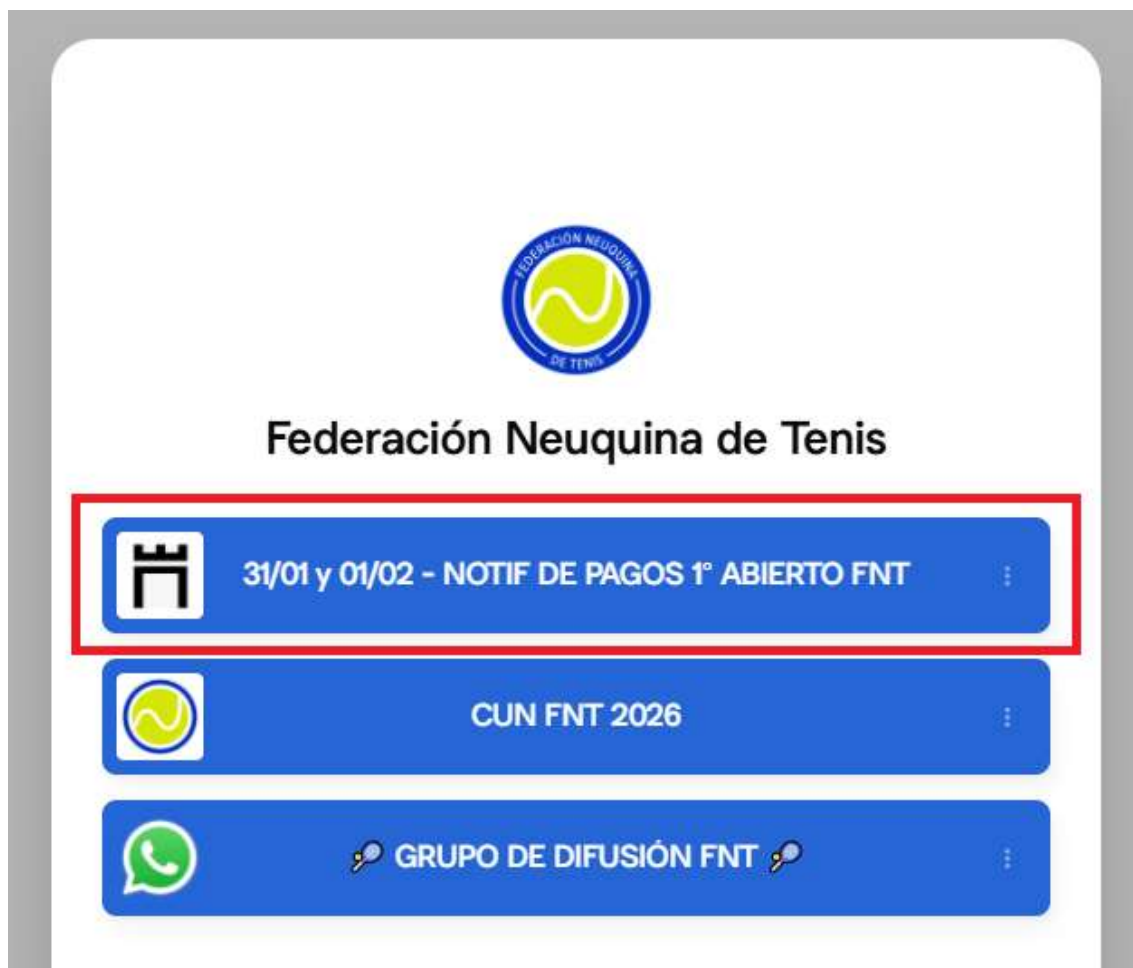 FEDERACIÓN NEUQUINA
DE TENIS
Federación Neuquina de Tenis
31/01 y 01/02 - NOTIF DE PAGOS 1° ABIERTO FNT
CUN FNT 2026
🎾 GRUPO DE DIFUSIÓN FNT 🎾